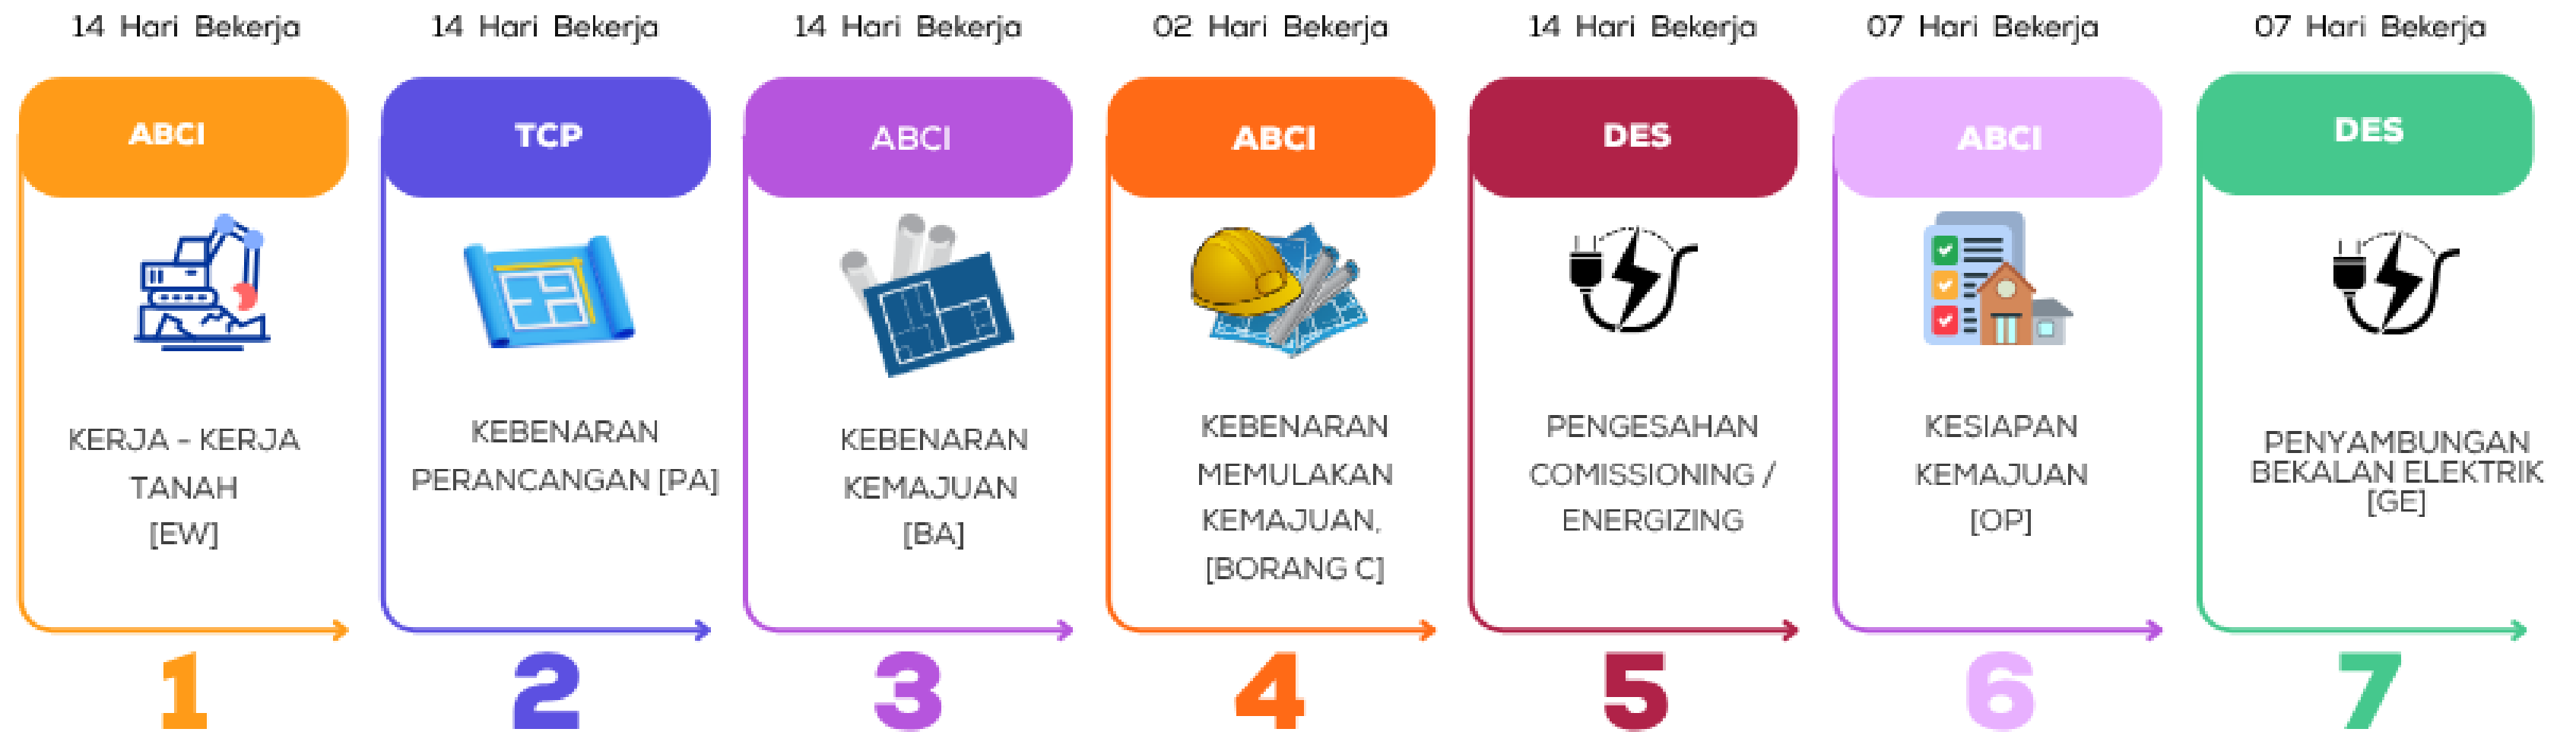 14 Hari Bekerja
ABCI
KERJA - KERJA
TANAH
[EW]
1
14 Hari Bekerja
TCP
KEBENARAN
PERANCANGAN [PA]
2
14 Hari Bekerja
ABCI
KEBENARAN
KEMAJUAN
[BA]
3
02 Hari Bekerja
ABCI
KEBENARAN
MEMULAKAN
KEMAJUAN,
[BORANG C]
4
14 Hari Bekerja
DES
PENGESAHAN
COMISSIONING /
ENERGIZING
5
07 Hari Bekerja
ABCI
KESIAPAN
KEMAJUAN
[OP]
6
07 Hari Bekerja
DES
PENYAMBUNGAN
BEKALAN ELEKTRIK
[GE]
7